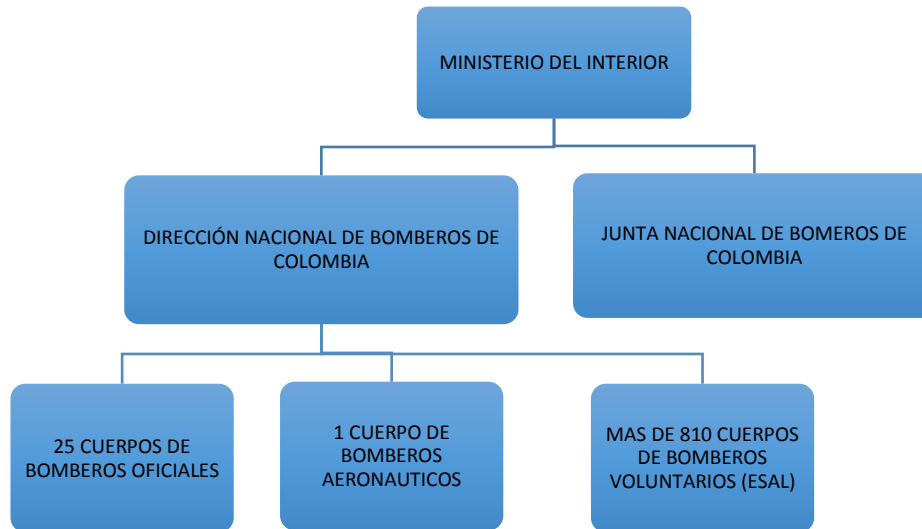 MINISTERIO DEL INTERIOR
DIRECCIÓN NACIONAL DE BOMBEROS DE
COLOMBIA
JUNTA NACIONAL DE BOMEROS DE
COLOMBIA
25 CUERPOS DE
BOMBEROS OFICIALES
1 CUERPO DE
BOMBEROS
AERONAUTICOS
MAS DE 810 CUERPOS
DE BOMBEROS
VOLUNTARIOS (ESAL)